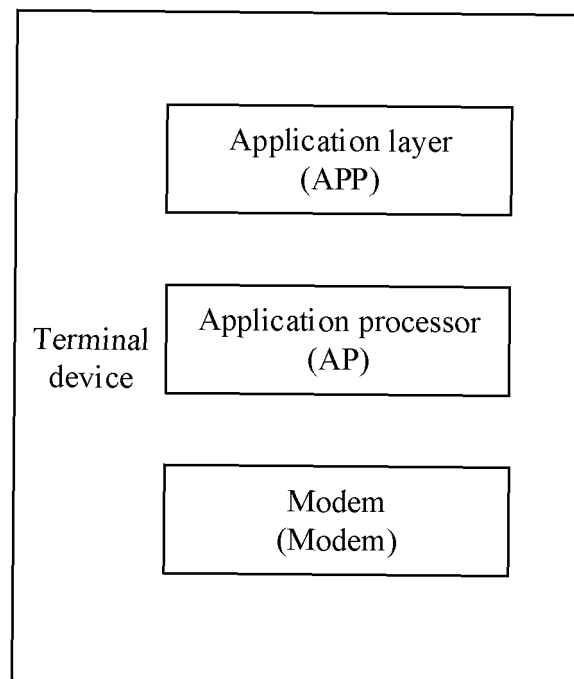 Application layer
(APP)
Application processor
(AP)
Terminal
device
Modem
(Modem)